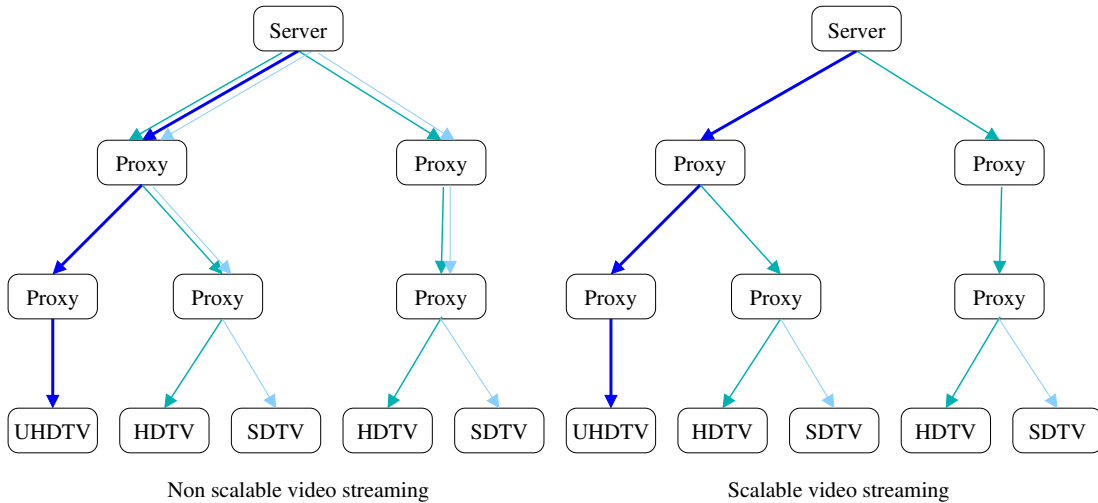 Server Server
Proxy Proxy Proxy Proxy
Proxy Proxy Proxy Proxy Proxy Proxy
UHDTV HDTV SDTV HDTV SDTV UHDTV HDTV SDTV HDTV SDTV
Non scalable video streaming Scalable video streaming